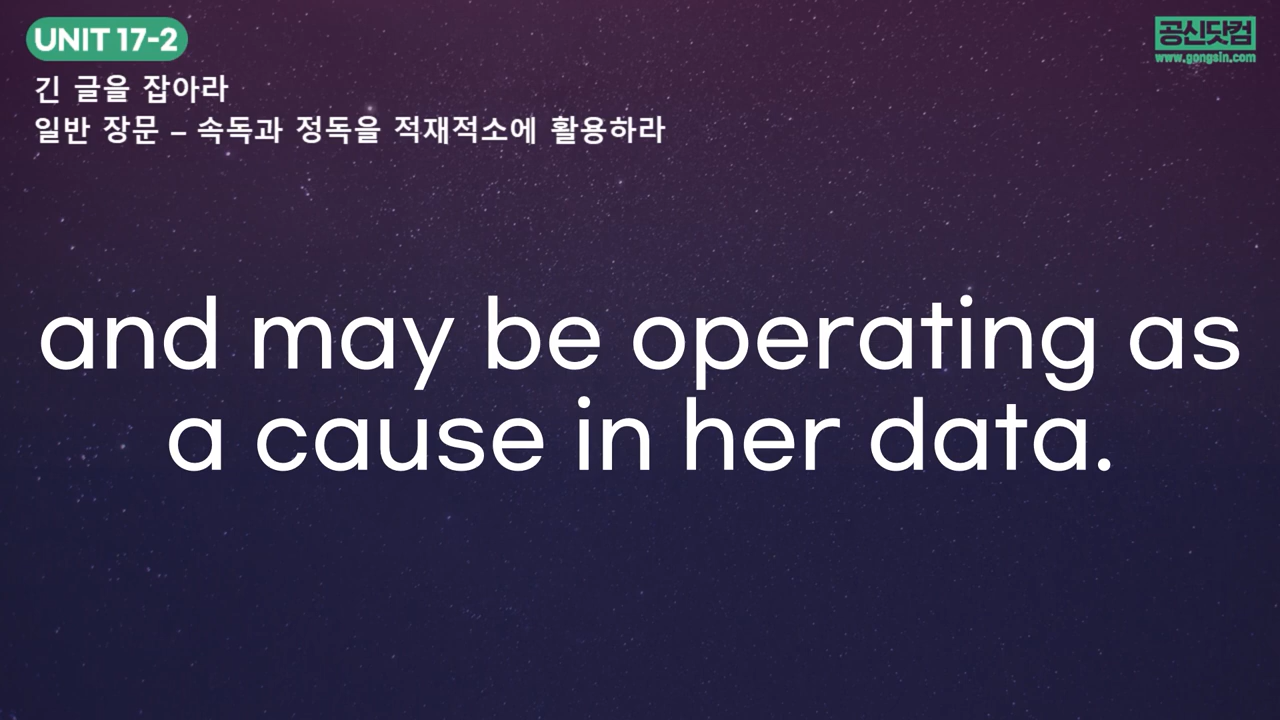 UNIT 17-2
공신닷컴
www.gongsin.com
긴 글을 잡아라
일반 장문 – 속독과 정독을 적재적소에 활용하라
and may be operating as
a cause in her data.